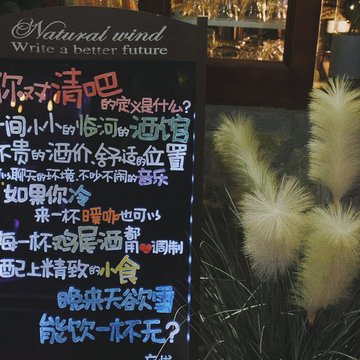 Natural wind
Write a better future
你对清吧
的定义是什么?
一间小小的临河的酒馆
不贵的酒价.舒适的位置
以聊天的环境.不吵不闹的音乐
如果你冷
来一杯暖咖也可以
每一杯鸡尾酒都用❤调制
配上精致的小食
晚来天欲雪
能饮一杯无?